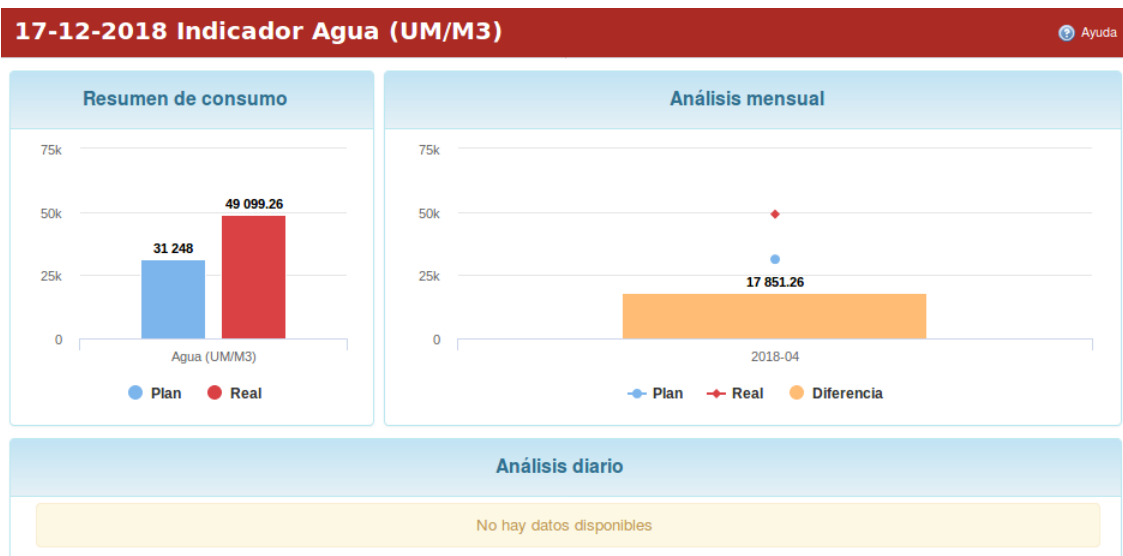 17-12-2018 Indicador Agua (UM/M3)
Ayuda
Resumen de consumo
75k
50k
25k
0
49 099.26
31 248
Agua (UM/M3)
Plan Real
Análisis mensual
75k
50k
25k
0
17 851.26
2018-04
Plan Real Diferencia
Análisis diario
No hay datos disponibles